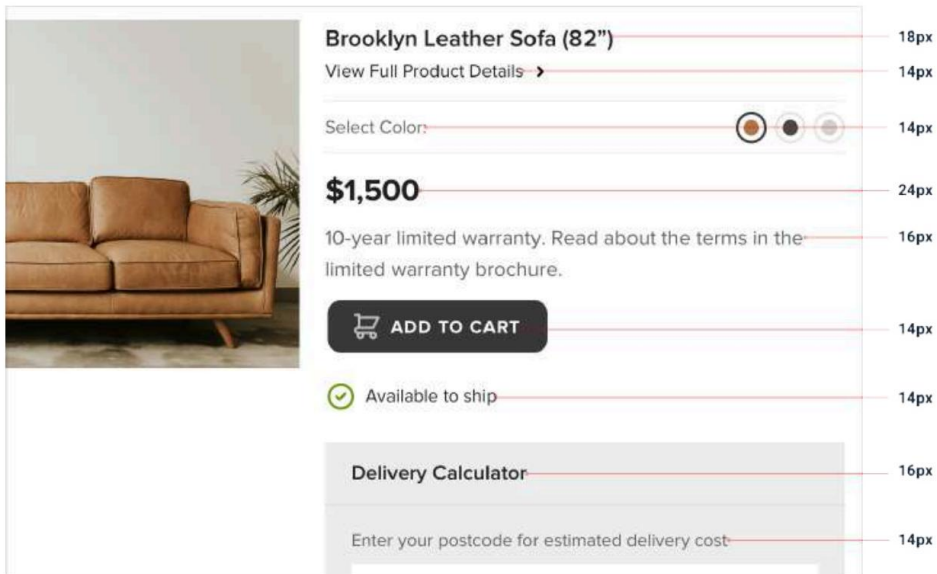 Brooklyn Leather Sofa (82”) 18px
View Full Product Details 14px
Select Color: 14px
$1,500 24px
10-year limited warranty. Read about the terms in the 16px
limited warranty brochure.
ADD TO CART 14px
Available to ship 14px
Delivery Calculator 16px
Enter your postcode for estimated delivery cost 14px